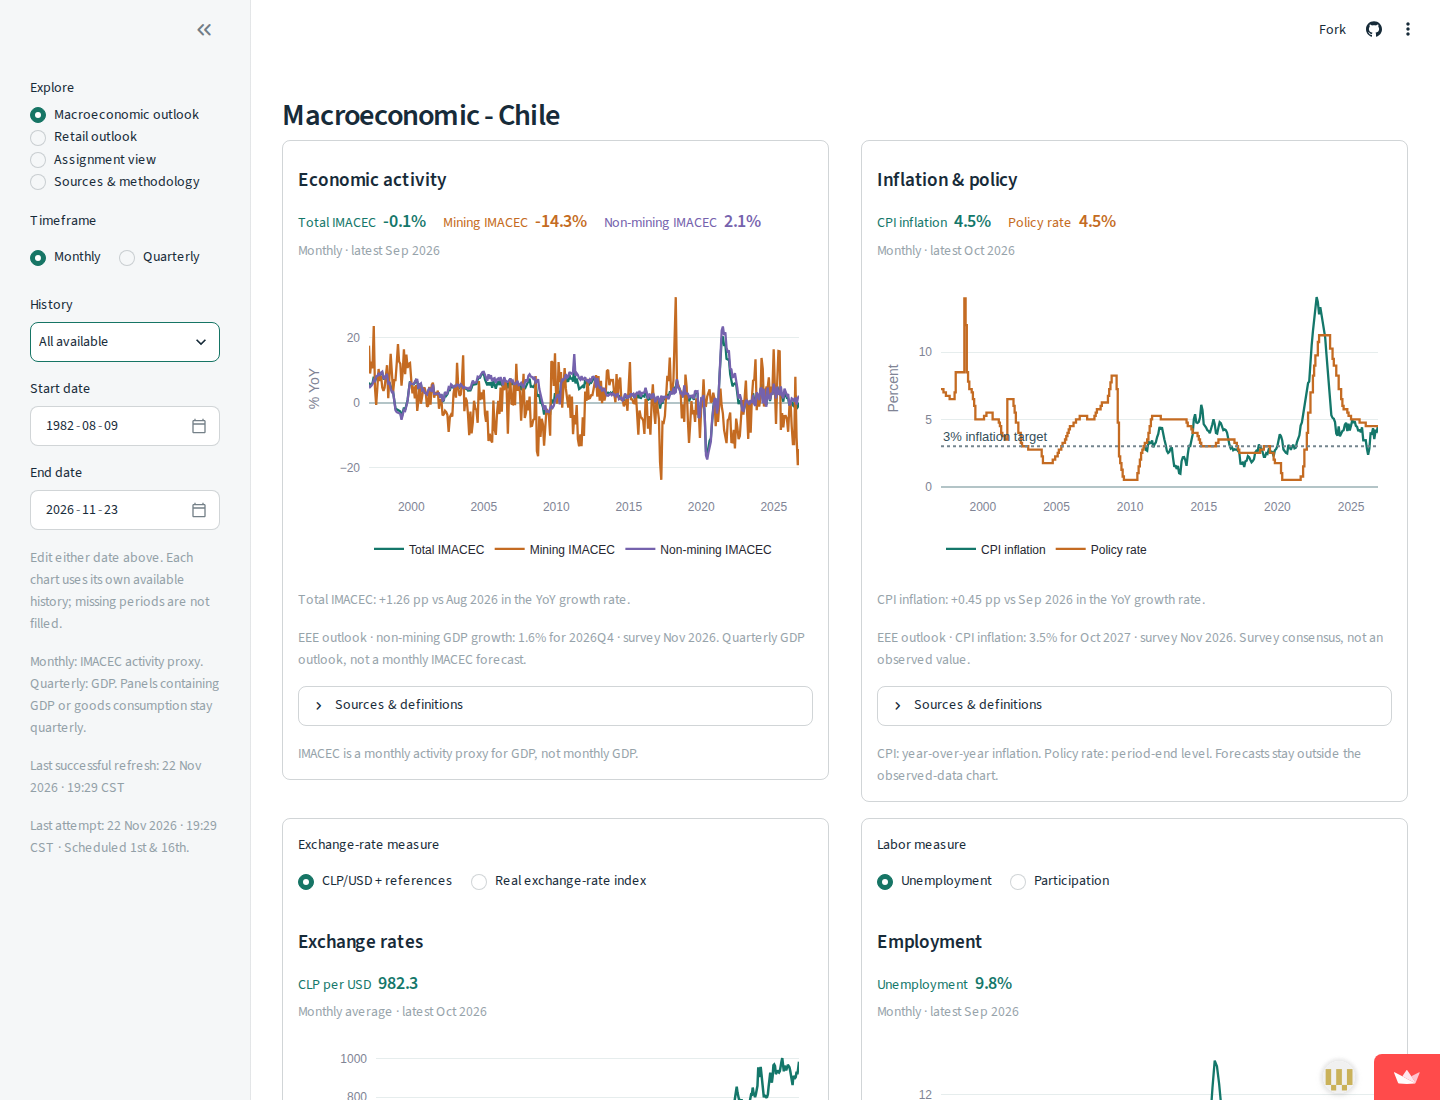 Fork
Explore
Macroeconomic outlook
Retail outlook
Assignment view
Sources & methodology
Timeframe
Monthly
Quarterly
History
All available
Start date
1982-08-09
End date
2026-11-23
Edit either date above. Each
chart uses its own available
history; missing periods are not
filled.
Monthly: IMACEC activity proxy.
Quarterly: GDP. Panels containing
GDP or goods consumption stay
quarterly.
Last successful refresh: 22 Nov
2026 · 19:29 CST
Last attempt: 22 Nov 2026 · 19:29
CST · Scheduled 1st & 16th.
Macroeconomic - Chile
Economic activity
Total IMACEC -0.1% Mining IMACEC -14.3% Non-mining IMACEC 2.1%
Monthly · latest Sep 2026
% YoY
20
0
−20
2000 2005 2010 2015 2020 2025
Total IMACEC Mining IMACEC Non-mining IMACEC
Total IMACEC: +1.26 pp vs Aug 2026 in the YoY growth rate.
EEE outlook · non-mining GDP growth: 1.6% for 2026Q4 · survey Nov 2026. Quarterly GDP
outlook, not a monthly IMACEC forecast.
Sources & definitions
IMACEC is a monthly activity proxy for GDP, not monthly GDP.
Inflation & policy
CPI inflation 4.5% Policy rate 4.5%
Monthly · latest Oct 2026
Percent
10
5
0
3% inflation target
2000 2005 2010 2015 2020 2025
CPI inflation Policy rate
CPI inflation: +0.45 pp vs Sep 2026 in the YoY growth rate.
EEE outlook · CPI inflation: 3.5% for Oct 2027 · survey Nov 2026. Survey consensus, not an
observed value.
Sources & definitions
CPI: year-over-year inflation. Policy rate: period-end level. Forecasts stay outside the
observed-data chart.
Exchange-rate measure
CLP/USD + references
Real exchange-rate index
Exchange rates
CLP per USD 982.3
Monthly average · latest Oct 2026
1000
800
Labor measure
Unemployment
Participation
Employment
Unemployment 9.8%
Monthly · latest Sep 2026
12